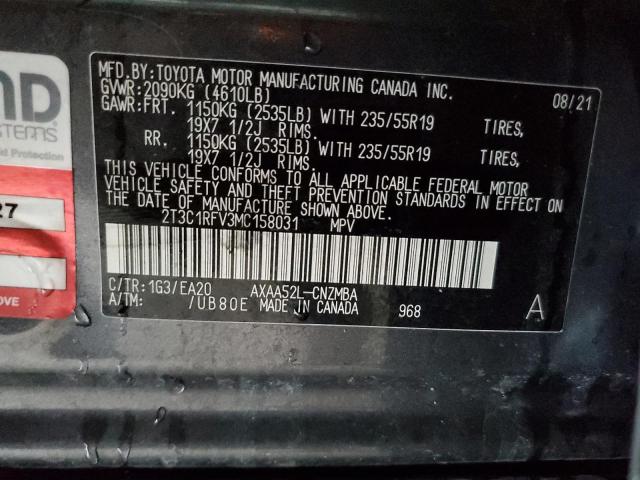 MFD.BY:TOYOTA MOTOR MANUFACTURING CANADA INC.
GVWR:2090KG (4610LB) 08/21
GAWR:FRT. 1150KG (2535LB) WITH 235/55R19 TIRES,
19X7 1/2J RIMS.
RR. 1150KG (2535LB) WITH 235/55R19 TIRES,
19X7 1/2J RIMS.
THIS VEHICLE CONFORMS TO ALL APPLICABLE FEDERAL MOTOR
VEHICLE SAFETY AND THEFT PREVENTION STANDARDS IN EFFECT ON
THE DATE OF MANUFACTURE SHOWN ABOVE.
2T3C1RFV3MC158031 MPV
C/TR:1G3/EA20 AXAA52L-CNZMBA
A/TM: /UB80E MADE IN CANADA 968 A
Protection
27